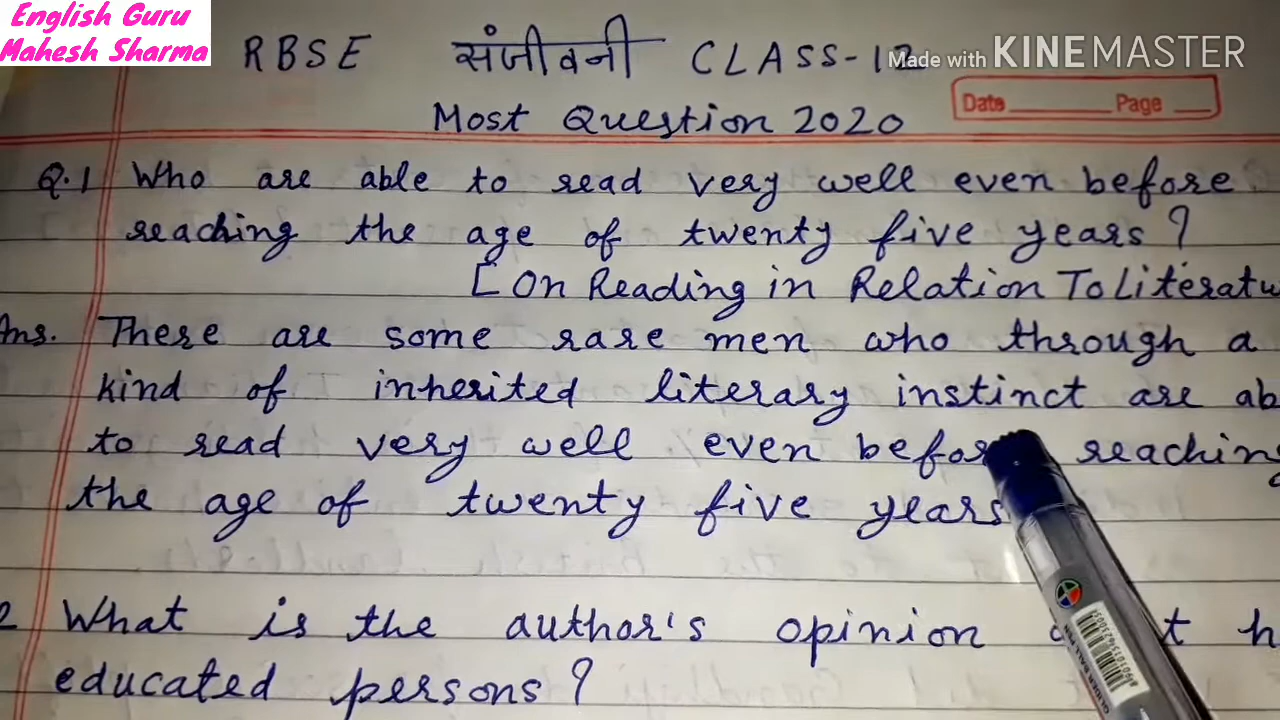 English Guru
Mahesh Sharma
RBSE संजीवनी CLASS-12
Made with KINEMASTER
Most Question 2020
Date Page
Q.1 Who are able to read very well even before
reaching the age of twenty five years?
[On Reading in Relation To Literatu
Ans. There are some rare men who through a
kind of inherited literary instinct are ab
to read very well even before reaching
the age of twenty five years
2 What is the author's opinion h
educated persons?